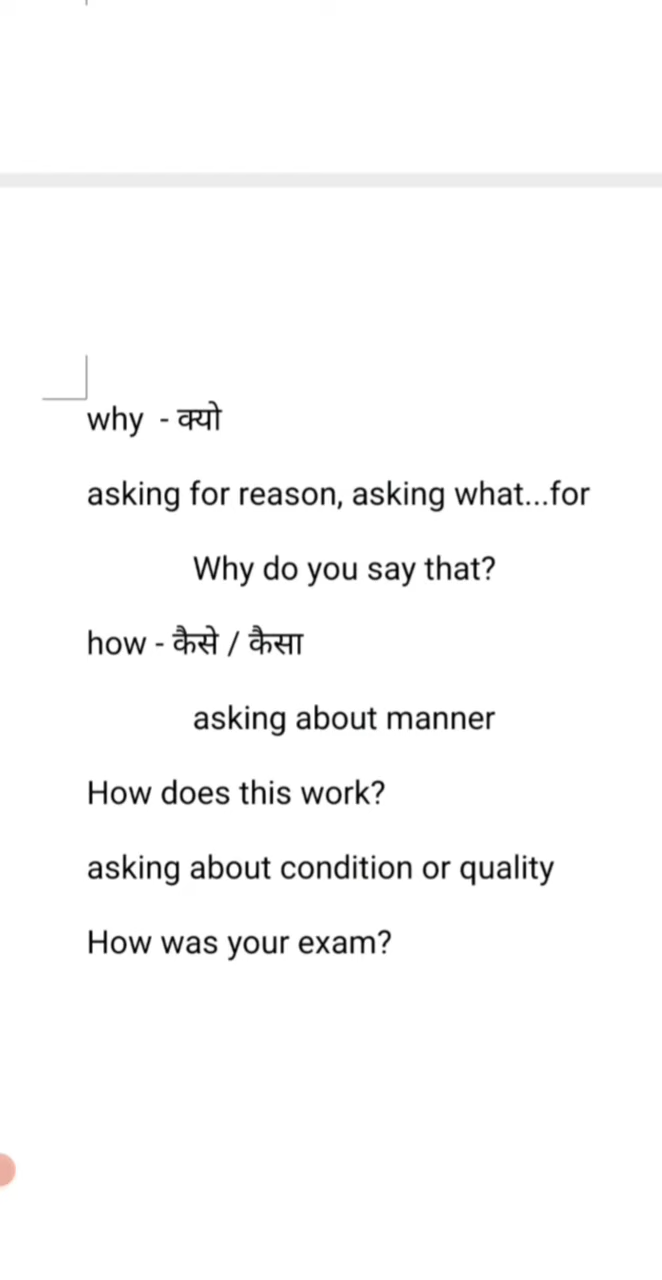 why - क्यो
asking for reason, asking what...for
Why do you say that?
how - कैसे / कैसा
asking about manner
How does this work?
asking about condition or quality
How was your exam?